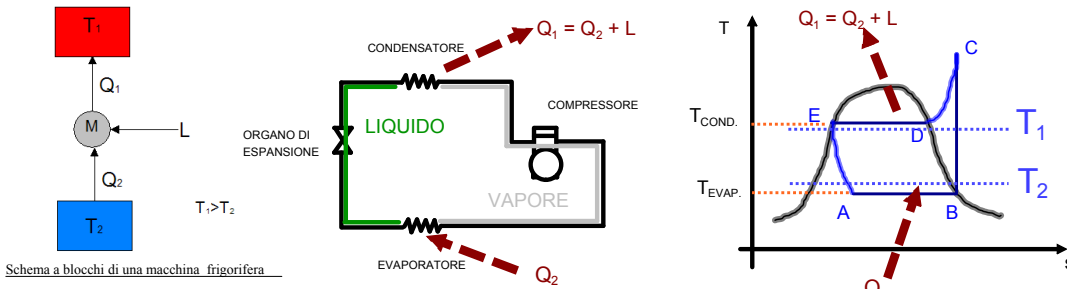 T1
Q1
M
L
Q2
T2
T1>T2
Schema a blocchi di una macchina frigorifera
CONDENSATORE
Q1 = Q2 + L
COMPRESSORE
ORGANO DI
ESPANSIONE
LIQUIDO
VAPORE
EVAPORATORE
Q2
Q1 = Q2 + L
T
C
TCOND.
E
D
T1
T2
TEVAP.
A
B